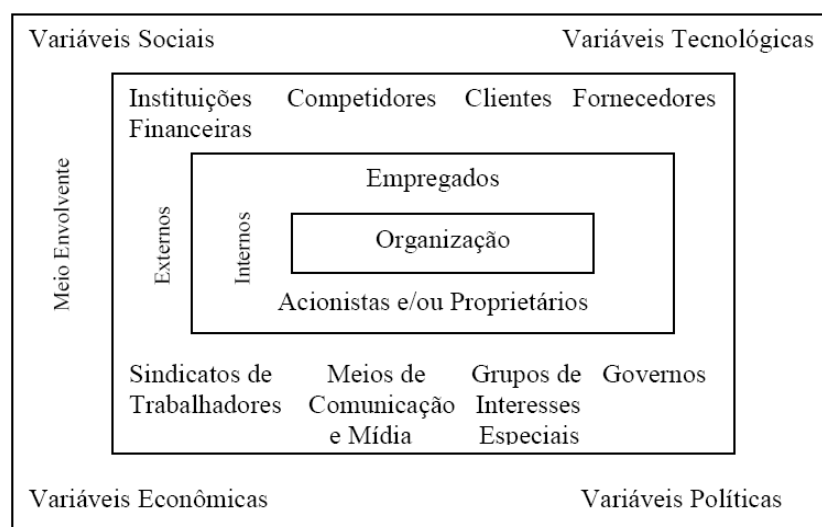 Variáveis Sociais
Variáveis Tecnológicas
Meio Envolvente
Instituições
Financeiras
Competidores
Clientes
Fornecedores
Externos
Internos
Empregados
Organização
Acionistas e/ou Proprietários
Sindicatos de
Trabalhadores
Meios de
Comunicação
e Mídia
Grupos de
Interesses
Especiais
Governos
Variáveis Econômicas
Variáveis Políticas